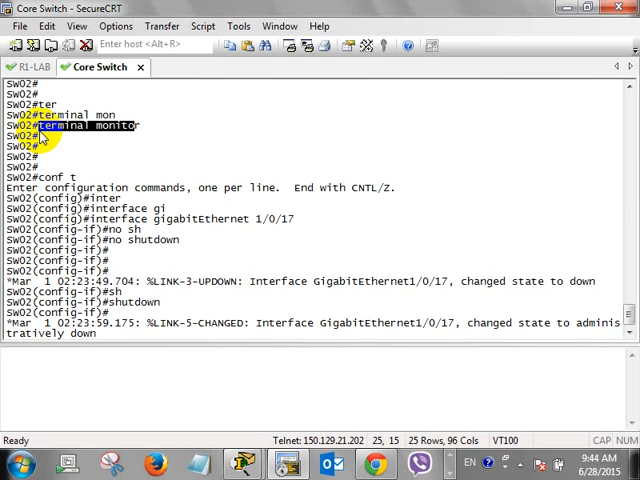 Core Switch - SecureCRT
File Edit View Options Transfer Script Tools Window Help
Enter host <Alt+R>
R1-LAB Core Switch
SW02#
SW02#
SW02#ter
SW02#terminal mon
SW02#terminal monitor
SW02#
SW02#
SW02#
SW02#
SW02#conf t
Enter configuration commands, one per line. End with CNTL/Z.
SW02(config)#inter
SW02(config)#interface gi
SW02(config)#interface gigabitEthernet 1/0/17
SW02(config-if)#no sh
SW02(config-if)#no shutdown
SW02(config-if)#
SW02(config-if)#
SW02(config-if)#
*Mar 1 02:23:49.704: %LINK-3-UPDOWN: Interface GigabitEthernet1/0/17, changed state to down
SW02(config-if)#sh
SW02(config-if)#shutdown
SW02(config-if)#
*Mar 1 02:23:59.175: %LINK-5-CHANGED: Interface GigabitEthernet1/0/17, changed state to adminis
tratively down
Ready Telnet: 150.129.21.202 25, 15 25 Rows, 96 Cols VT100 CAP NUM
EN 9:44 AM
6/28/2015